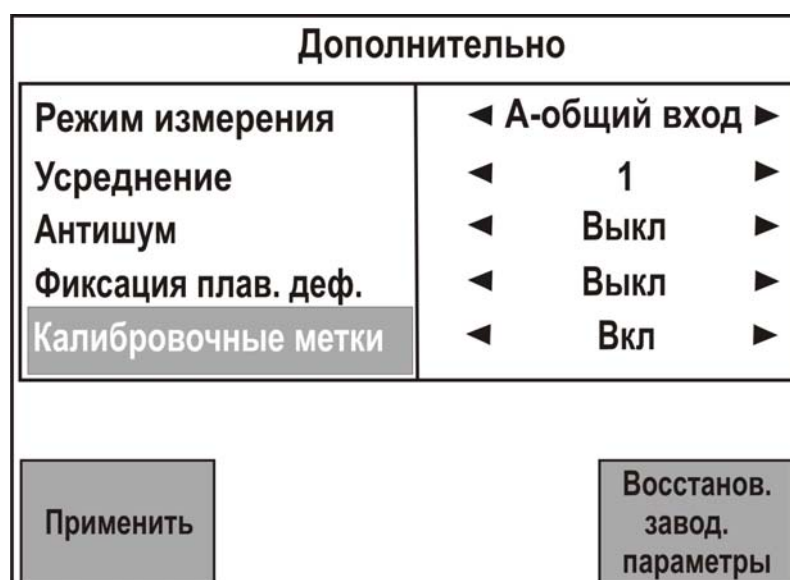 Дополнительно
Режим измерения ◄ А-общий вход ►
Усреднение ◄ 1 ►
Антишум ◄ Выкл ►
Фиксация плав. деф. ◄ Выкл ►
Калибровочные метки ◄ Вкл ►
Применить
Восстанов.
завод.
параметры